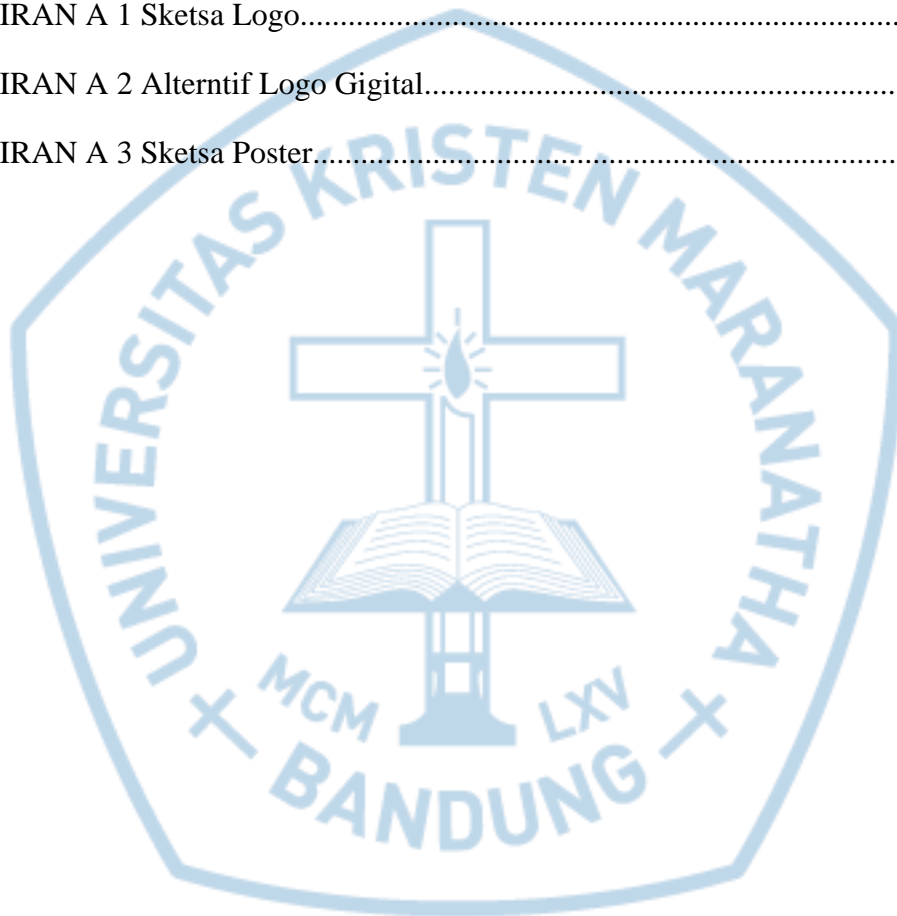 IRAN A 1 Sketsa Logo..........................................................................
IRAN A 2 Alterntif Logo Gigital...........................................................
IRAN A 3 Sketsa Poster........................................................................
UNIVERSITAS KRISTEN MARANATHA
MCM LXV
BANDUNG